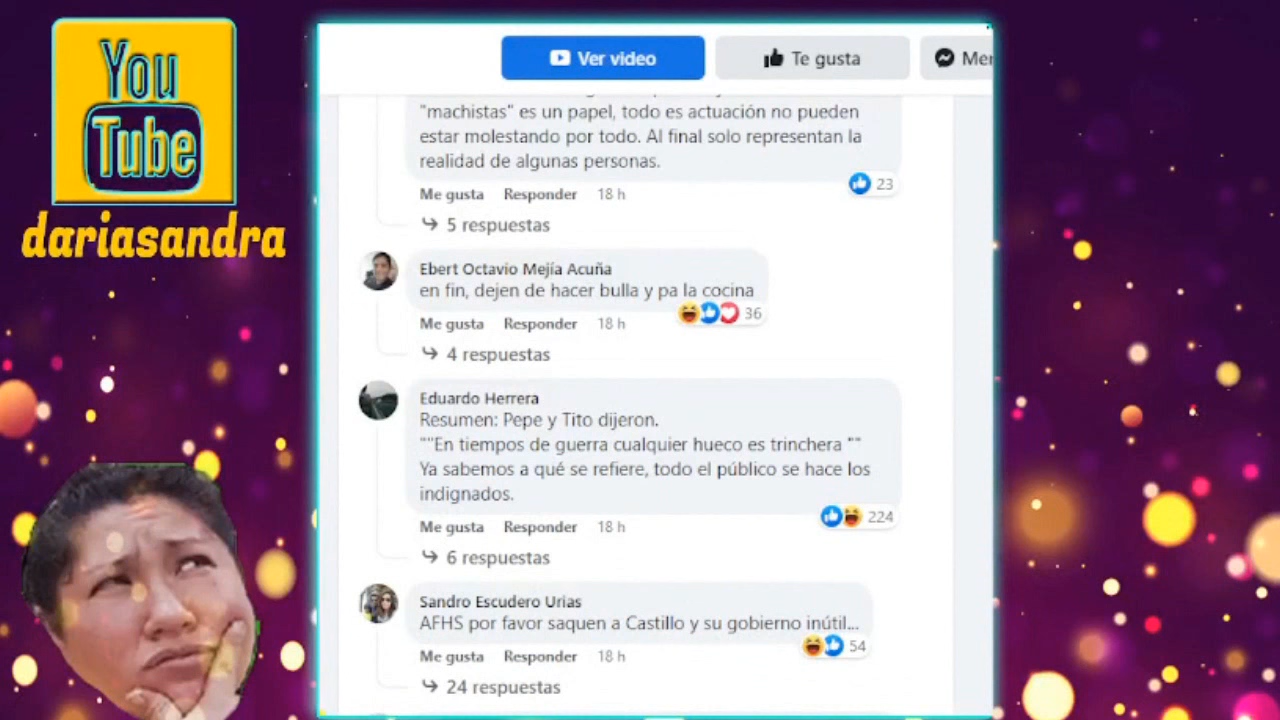 You
Tube
dariasandra
Ver video
Te gusta
"machistas" es un papel, todo es actuación no pueden
estar molestando por todo. Al final solo representan la
realidad de algunas personas.
23
Me gusta Responder 18 h
5 respuestas
Ebert Octavio Mejía Acuña
en fin, dejen de hacer bulla y pa la cocina
36
Me gusta Responder 18 h
4 respuestas
Eduardo Herrera
Resumen: Pepe y Tito dijeron.
""En tiempos de guerra cualquier hueco es trinchera ""
Ya sabemos a qué se refiere, todo el público se hace los
indignados.
224
Me gusta Responder 18 h
6 respuestas
Sandro Escudero Urias
AFHS por favor saquen a Castillo y su gobierno inútil...
54
Me gusta Responder 18 h
24 respuestas